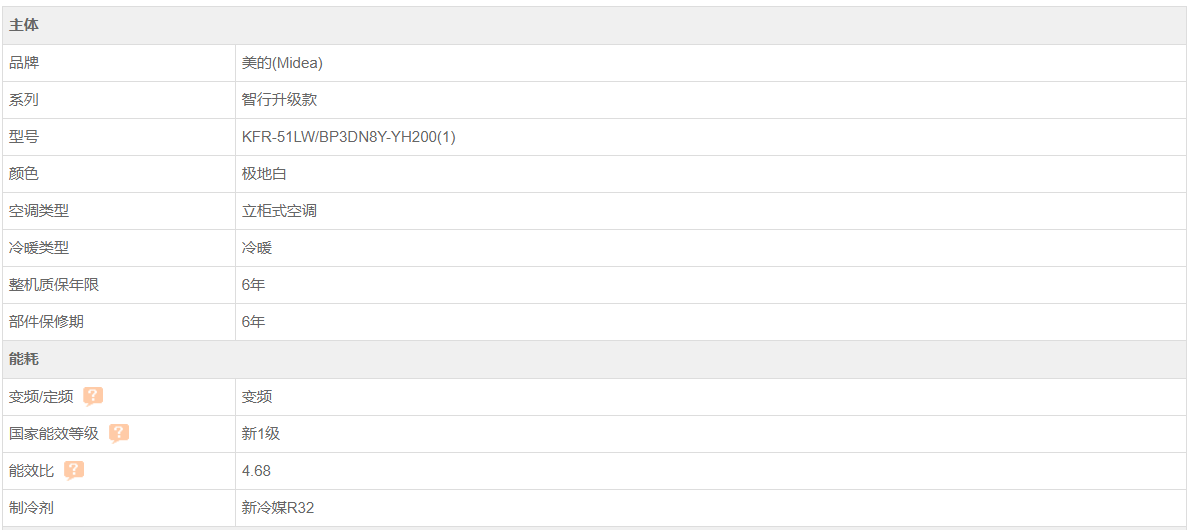 主体
品牌 美的(Midea)
系列 智行升级款
型号 KFR-51LW/BP3DN8Y-YH200(1)
颜色 极地白
空调类型 立柜式空调
冷暖类型 冷暖
整机质保年限 6年
部件保修期 6年
能耗
变频/定频 ? 变频
国家能效等级 ? 新1级
能效比 ? 4.68
制冷剂 新冷媒R32